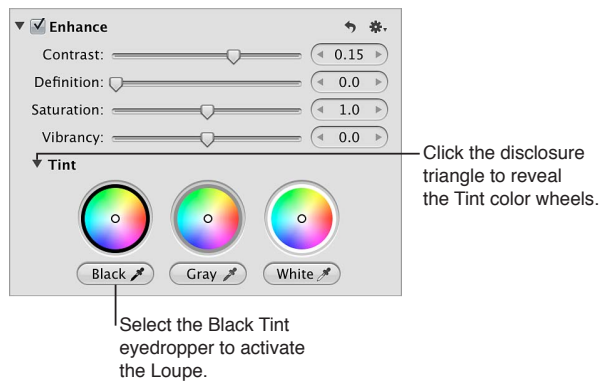 Enhance
Contrast: 0.15
Definition: 0.0
Saturation: 1.0
Vibrancy: 0.0
Tint
Click the disclosure
triangle to reveal
the Tint color wheels.
Black Gray White
Select the Black Tint
eyedropper to activate
the Loupe.